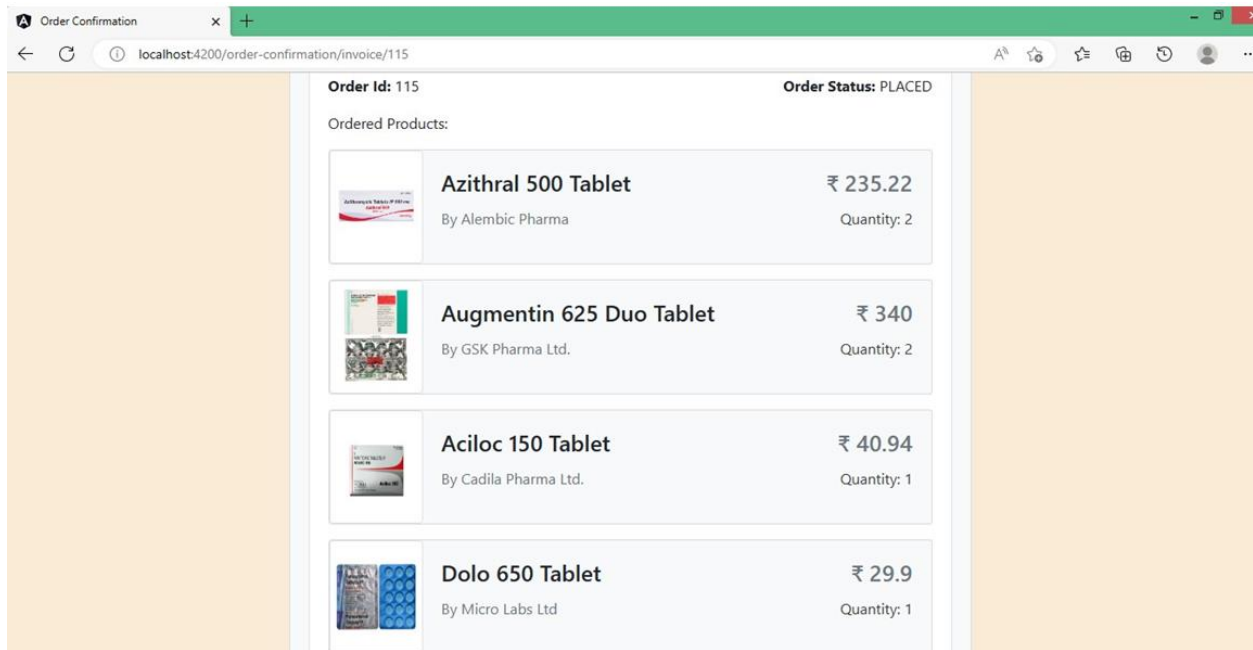 Order Confirmation
localhost:4200/order-confirmation/invoice/115
Order Id: 115
Order Status: PLACED
Ordered Products:
Azithral 500 Tablet
₹ 235.22
By Alembic Pharma
Quantity: 2
Augmentin 625 Duo Tablet
₹ 340
By GSK Pharma Ltd.
Quantity: 2
Aciloc 150 Tablet
₹ 40.94
By Cadila Pharma Ltd.
Quantity: 1
Dolo 650 Tablet
₹ 29.9
By Micro Labs Ltd
Quantity: 1